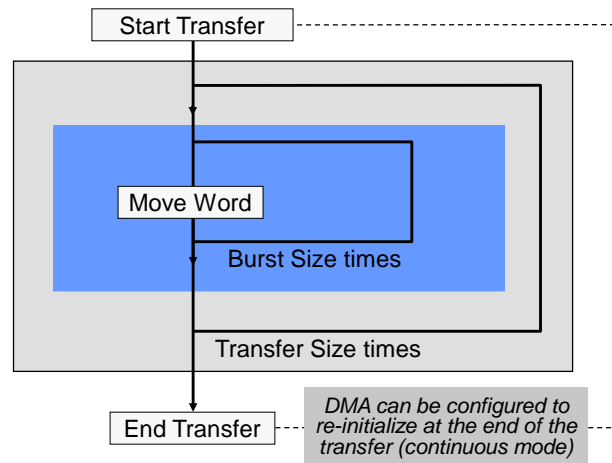 Start Transfer
Move Word
Burst Size times
Transfer Size times
End Transfer
DMA can be configured to
re-initialize at the end of the
transfer (continuous mode)